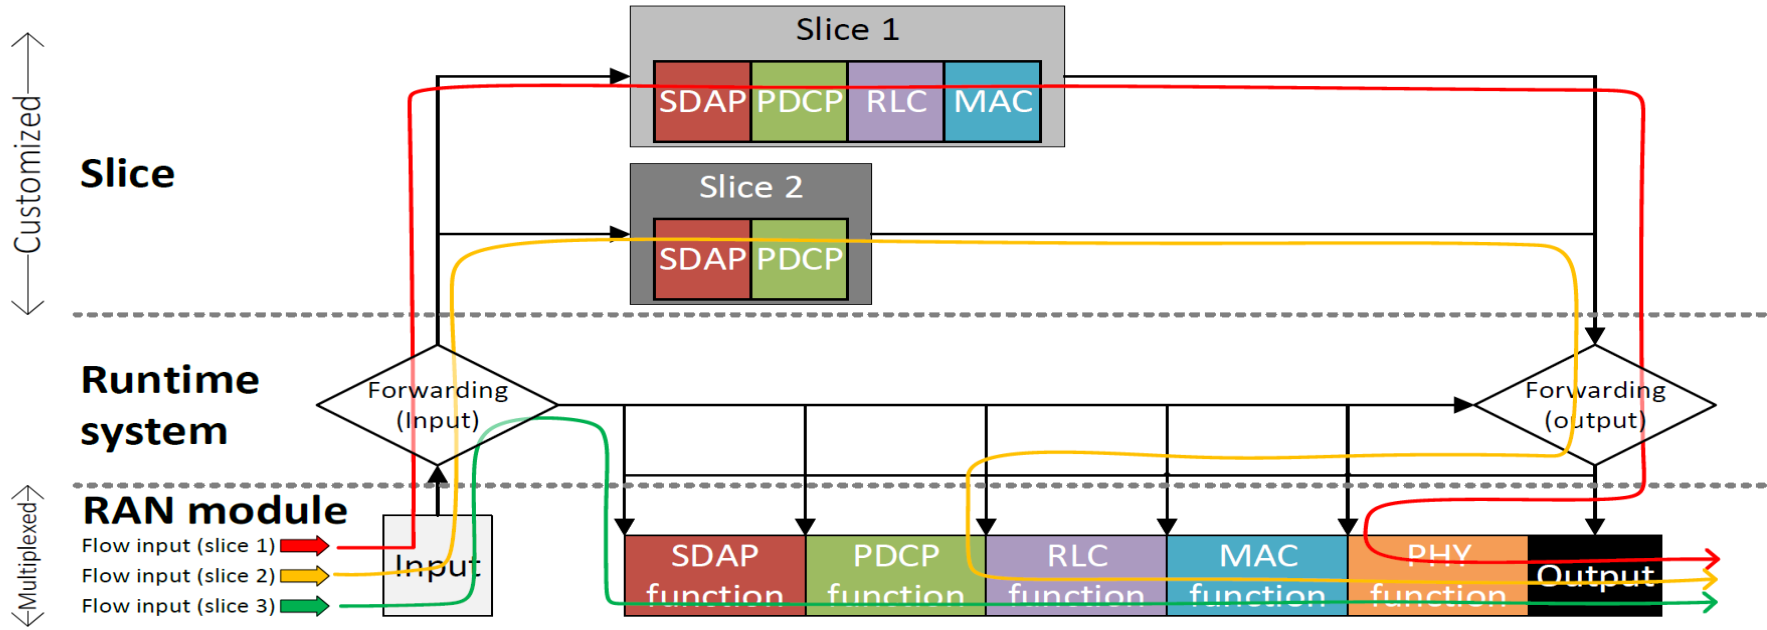 Customized
Slice
Slice 1
SDAP PDCP RLC MAC
Slice 2
SDAP PDCP
Runtime
system
Forwarding
(Input)
Forwarding
(output)
Multiplexed
RAN module
Flow input (slice 1)
Flow input (slice 2)
Flow input (slice 3)
Input
SDAP
function
PDCP
function
RLC
function
MAC
function
PHY
function
Output